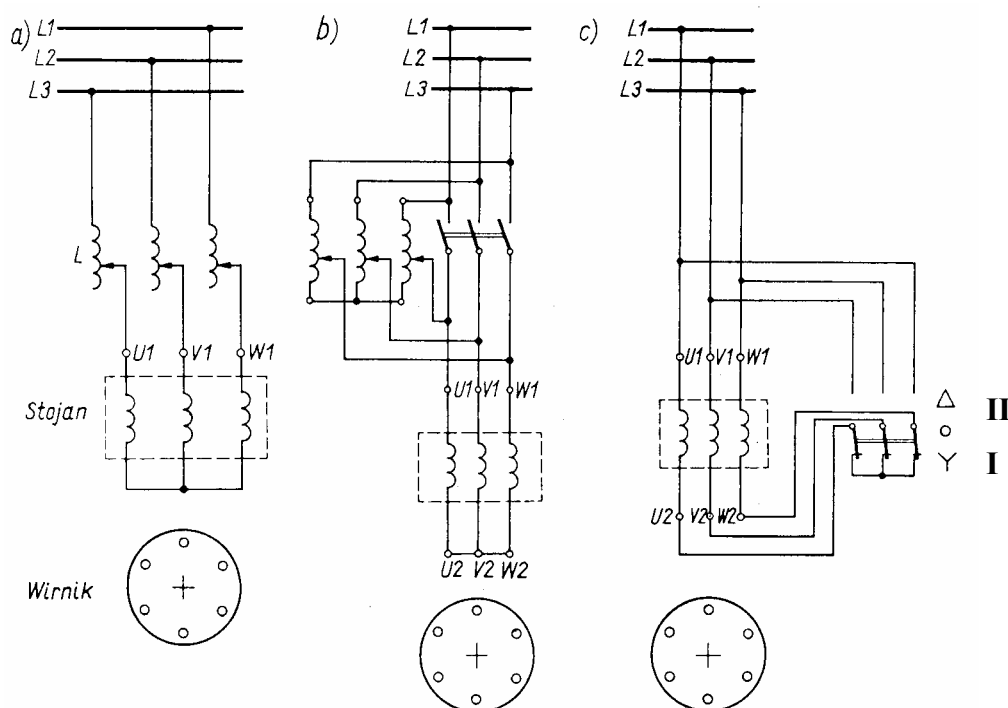 a)
L1
L2
L3
L
U1 V1 W1
Stojan
Wirnik
b)
L1
L2
L3
U1 V1 W1
U2 V2 W2
c)
L1
L2
L3
U1 V1 W1
U2 V2 W2
△ II
Y I